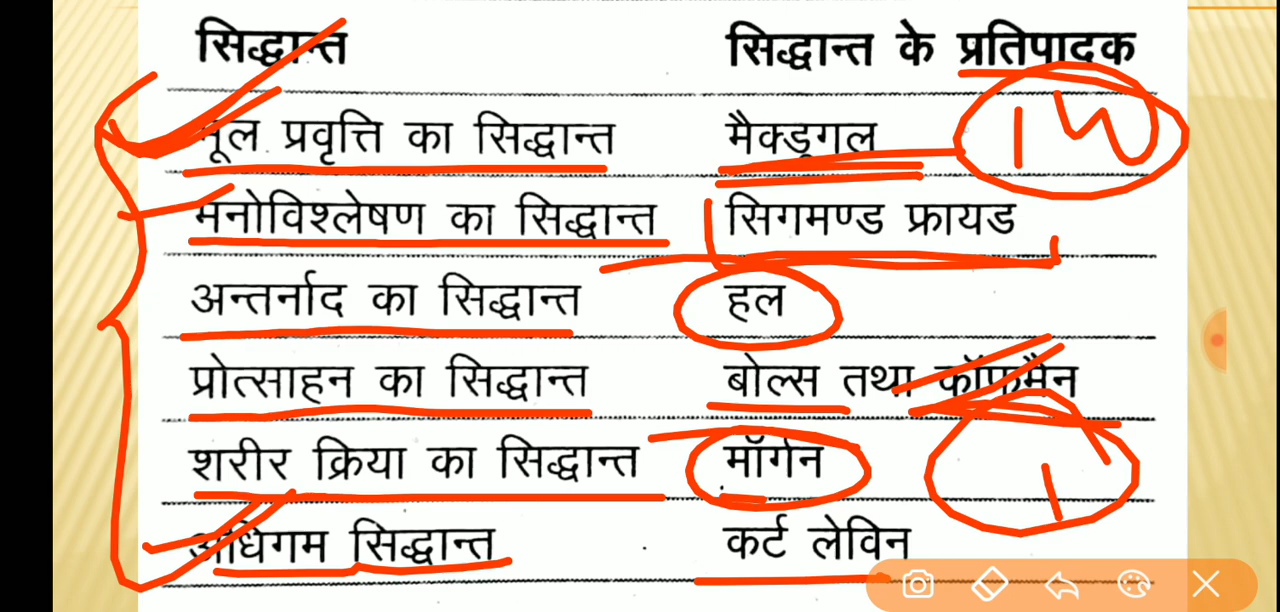 सिद्धान्त सिद्धान्त के प्रतिपादक
मूल प्रवृत्ति का सिद्धान्त मैक्डूगल
मनोविश्लेषण का सिद्धान्त सिगमण्ड फ्रायड
अन्तर्नाद का सिद्धान्त हल
प्रोत्साहन का सिद्धान्त बोल्स तथा कॉफमैन
शरीर क्रिया का सिद्धान्त मॉर्गन
अधिगम सिद्धान्त कर्ट लेविन